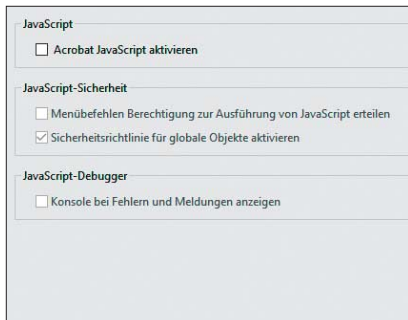 JavaScript
Acrobat JavaScript aktivieren
JavaScript-Sicherheit
Menübefehlen Berechtigung zur Ausführung von JavaScript erteilen
Sicherheitsrichtlinie für globale Objekte aktivieren
JavaScript-Debugger
Konsole bei Fehlern und Meldungen anzeigen